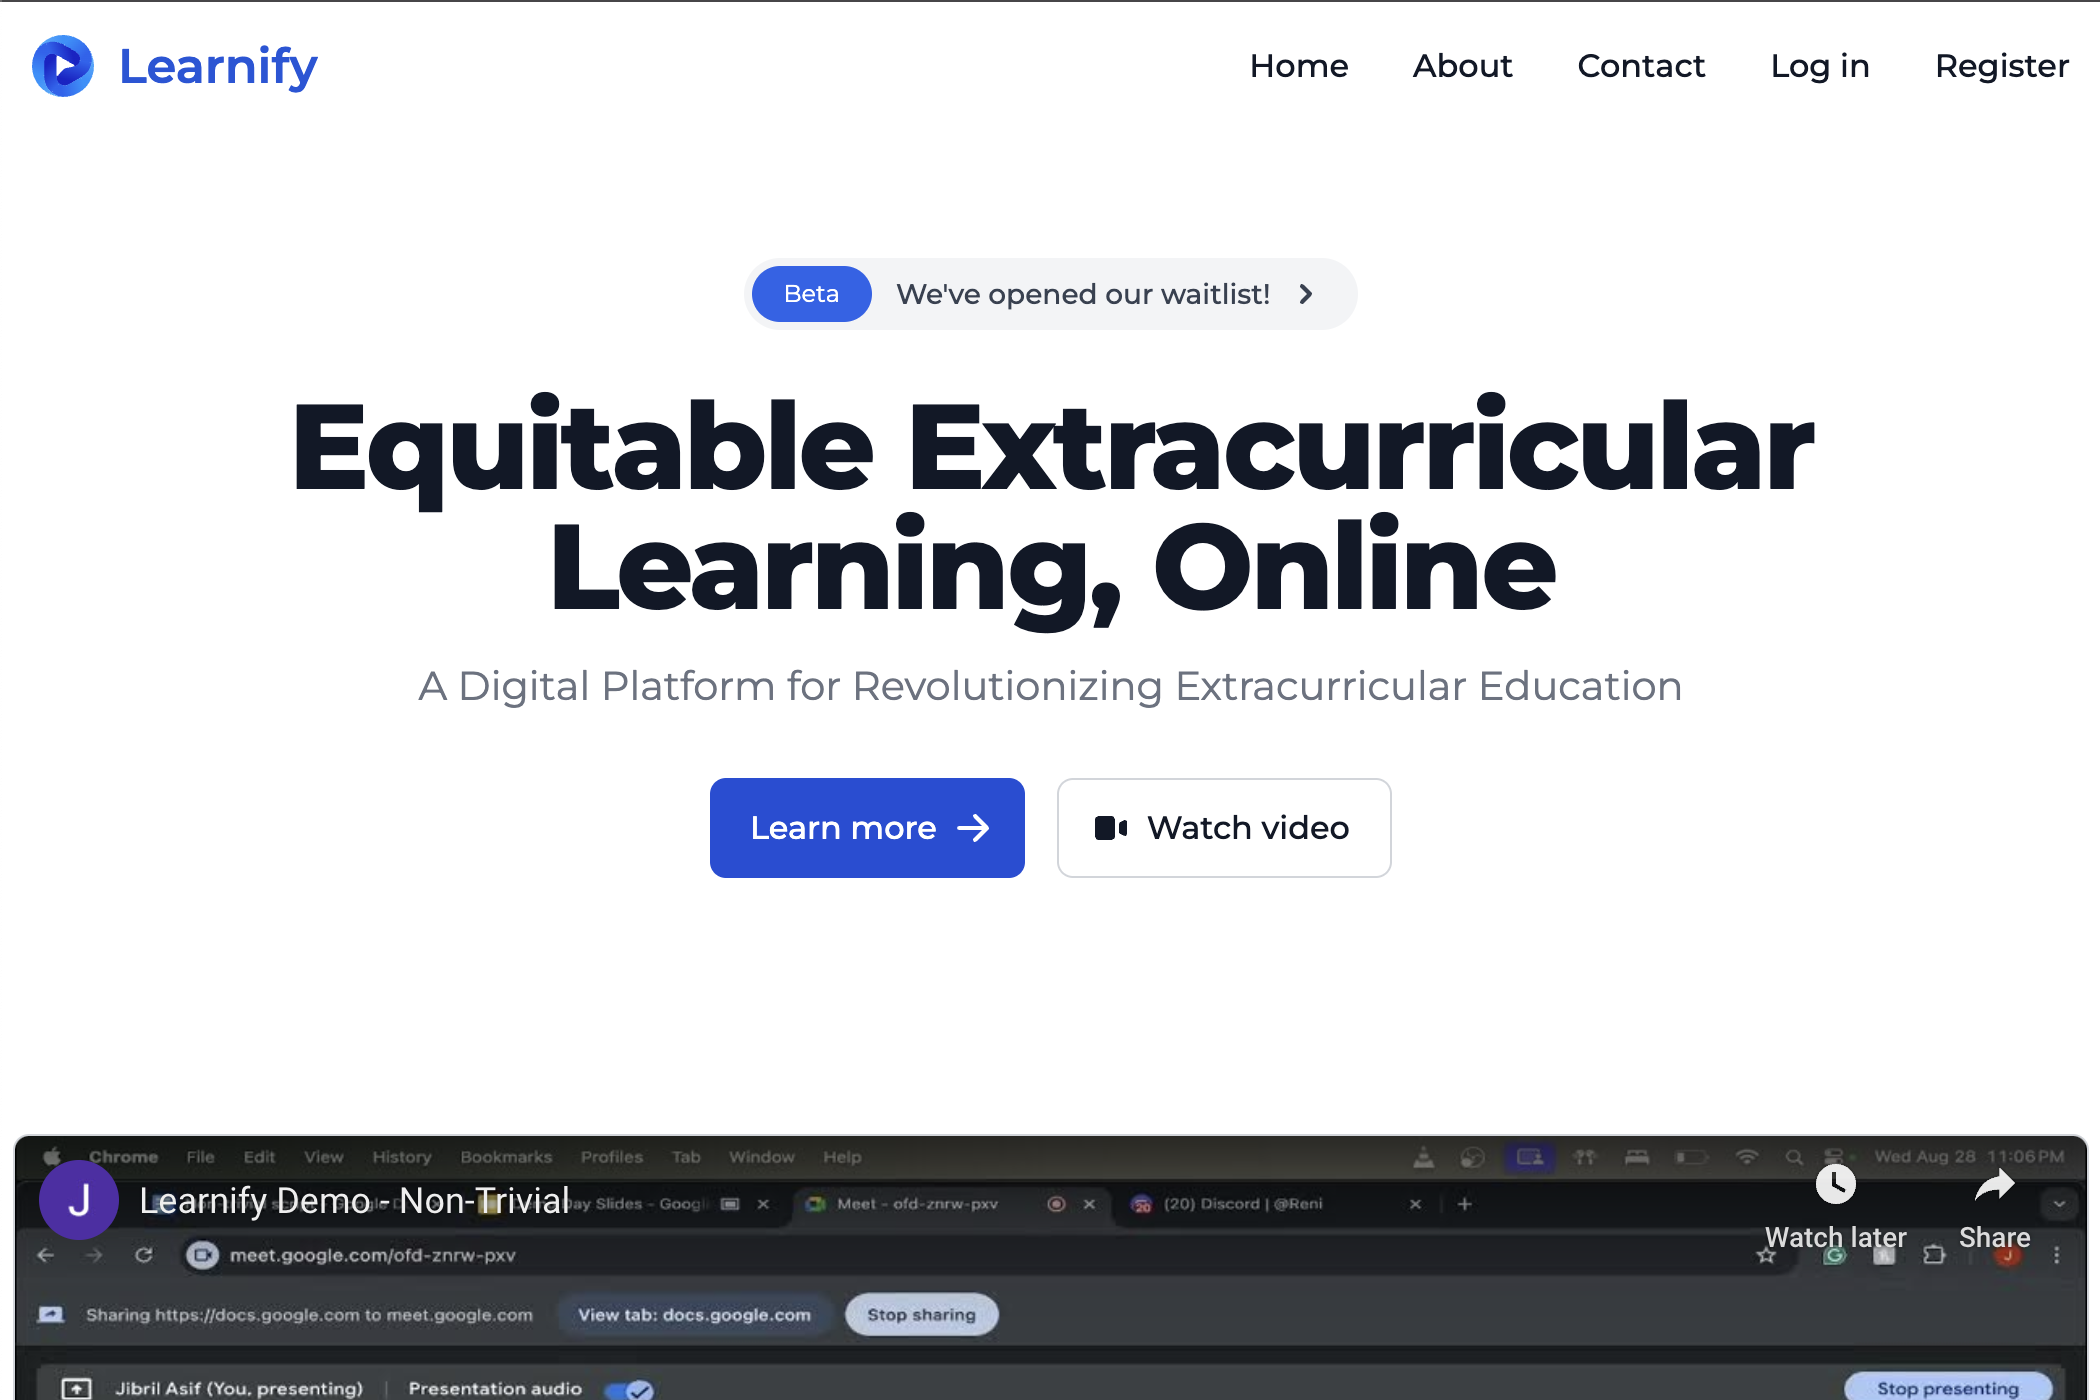 Learnify
Home About Contact Log in Register
Beta We've opened our waitlist!
Equitable Extracurricular
Learning, Online
A Digital Platform for Revolutionizing Extracurricular Education
Learn more Watch video
Chrome File Edit View History Bookmarks Profiles Tab Window Help Wed Aug 28 11:06 PM
J Learnify Demo - Non-Trivial
Day Slides - Googl Meet - ofd-znrw-pxv (20) Discord | @Reni
Watch later Share
meet.google.com/ofd-znrw-pxv
Sharing https://docs.google.com to meet.google.com View tab: docs.google.com Stop sharing
Jibril Asif (You, presenting) Presentation audio Stop presenting